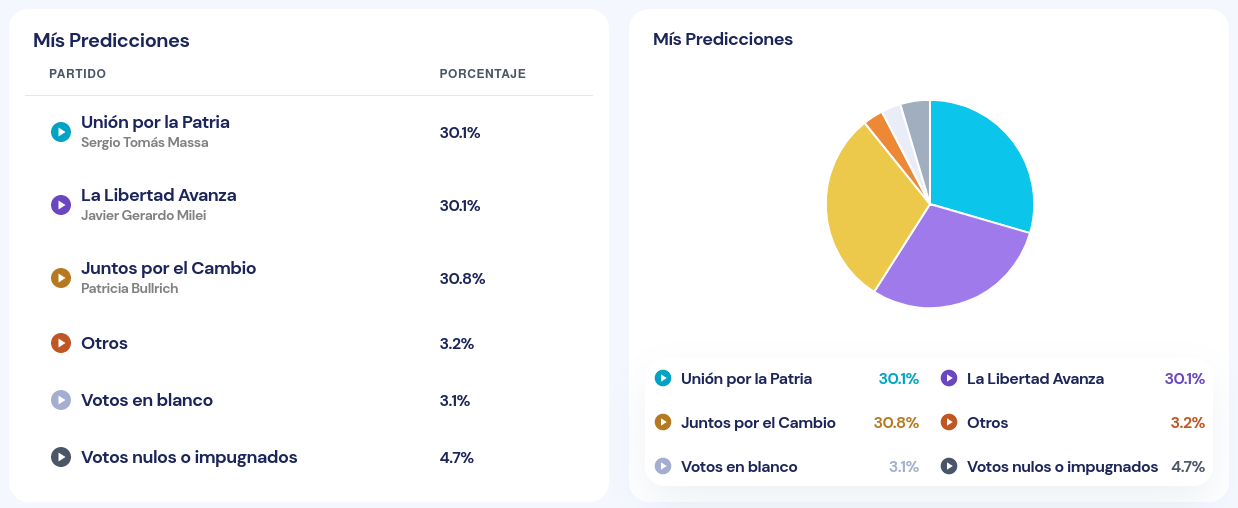 Mís Predicciones
PARTIDO PORCENTAJE
Unión por la Patria
Sergio Tomás Massa
30.1%
La Libertad Avanza
Javier Gerardo Milei
30.1%
Juntos por el Cambio
Patricia Bullrich
30.8%
Otros 3.2%
Votos en blanco 3.1%
Votos nulos o impugnados 4.7%
Mís Predicciones
Unión por la Patria 30.1% La Libertad Avanza 30.1%
Juntos por el Cambio 30.8% Otros 3.2%
Votos en blanco 3.1% Votos nulos o impugnados 4.7%